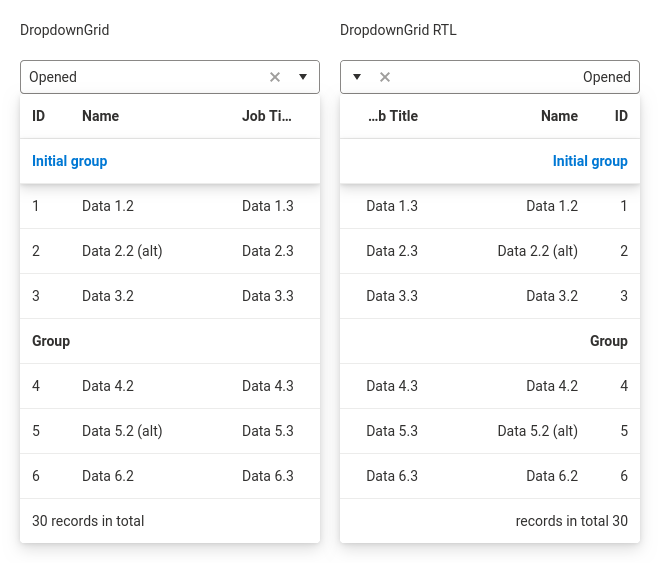 DropdownGrid
Opened
ID Name Job Ti...
Initial group
1 Data 1.2 Data 1.3
2 Data 2.2 (alt) Data 2.3
3 Data 3.2 Data 3.3
Group
4 Data 4.2 Data 4.3
5 Data 5.2 (alt) Data 5.3
6 Data 6.2 Data 6.3
30 records in total
DropdownGrid RTL
Opened
...b Title Name ID
Initial group
Data 1.3 Data 1.2 1
Data 2.3 Data 2.2 (alt) 2
Data 3.3 Data 3.2 3
Group
Data 4.3 Data 4.2 4
Data 5.3 Data 5.2 (alt) 5
Data 6.3 Data 6.2 6
records in total 30